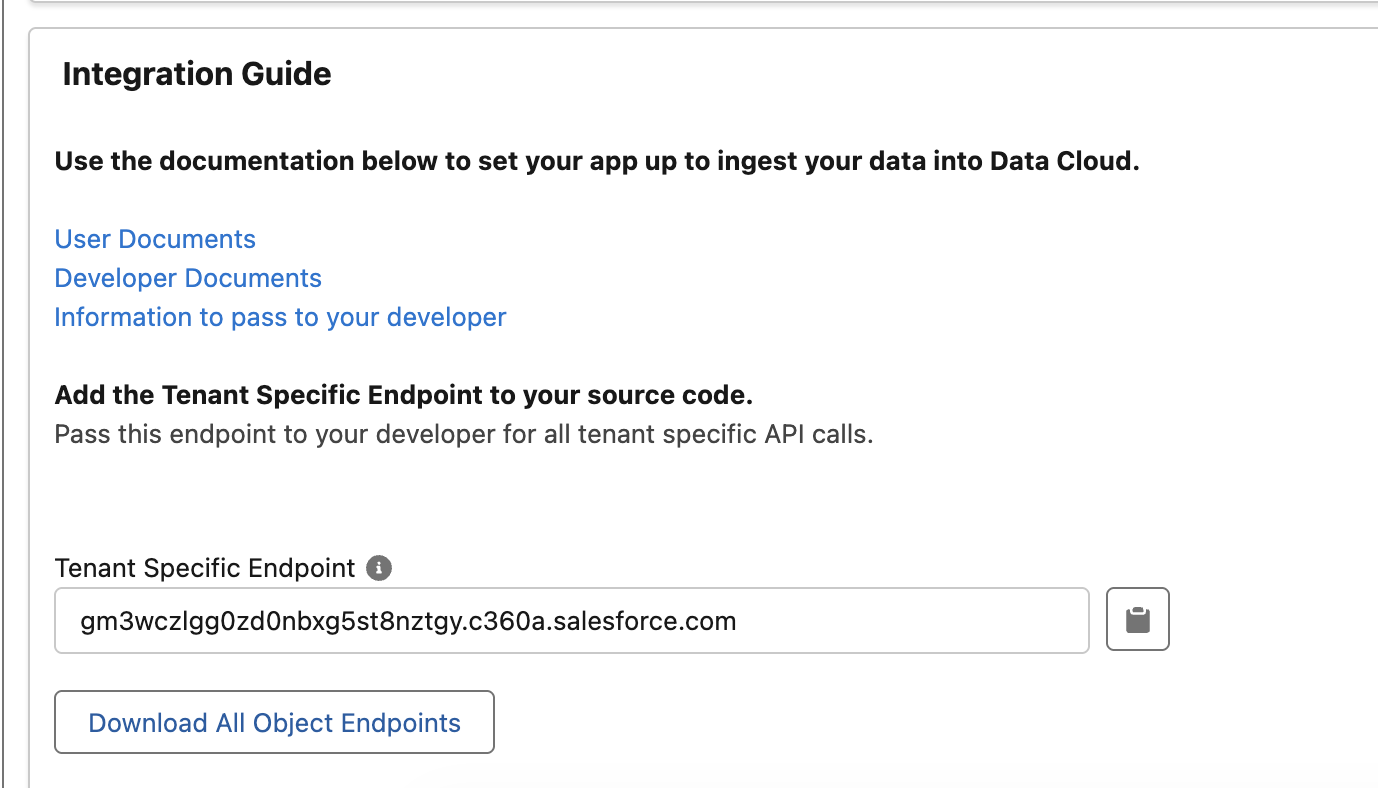 Integration Guide
Use the documentation below to set your app up to ingest your data into Data Cloud.
User Documents
Developer Documents
Information to pass to your developer
Add the Tenant Specific Endpoint to your source code.
Pass this endpoint to your developer for all tenant specific API calls.
Tenant Specific Endpoint
gm3wczlgg0zd0nbxg5st8nztgy.c360a.salesforce.com
Download All Object Endpoints